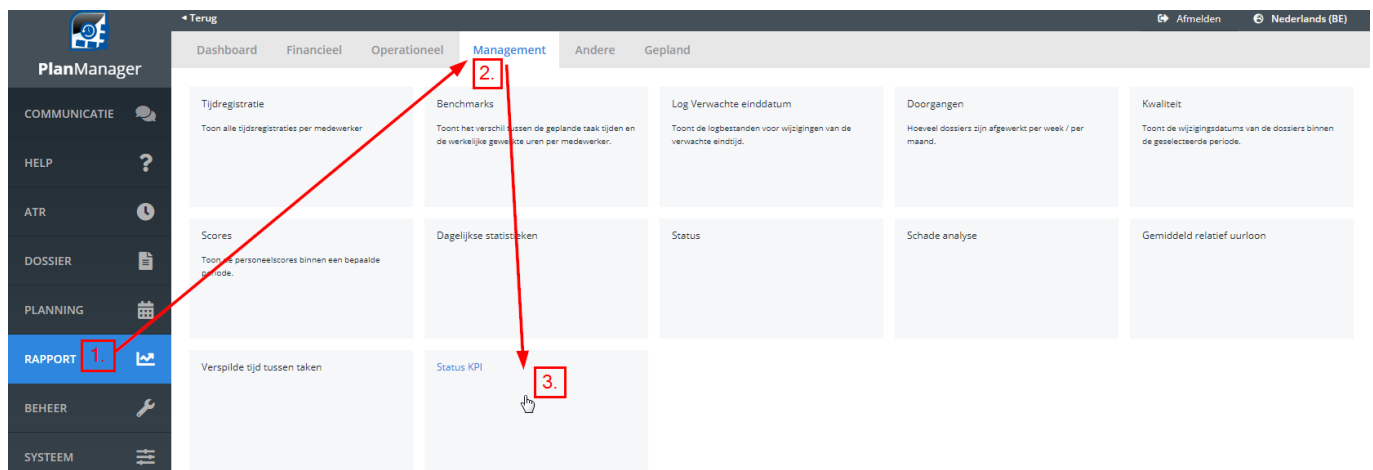 ◂ Terug
Afmelden
Nederlands (BE)
PlanManager
Dashboard Financieel Operationeel Management Andere Gepland
2.
COMMUNICATIE
HELP
ATR
DOSSIER
PLANNING
RAPPORT
1.
BEHEER
SYSTEEM
Tijdregistratie
Toon alle tijdsregistraties per medewerker
Benchmarks
Toont het verschil tussen de geplande taak tijden en
de werkelijke gewerkte uren per medewerker.
Log Verwachte einddatum
Toont de logbestanden voor wijzigingen van de
verwachte eindtijd.
Doorgangen
Hoeveel dossiers zijn afgewerkt per week / per
maand.
Kwaliteit
Toont de wijzigingsdatums van de dossiers binnen
de geselecteerde periode.
Scores
Toon de personeelscores binnen een bepaalde
periode.
Dagelijkse statistieken
Status
Schade analyse
Gemiddeld relatief uurloon
Verspilde tijd tussen taken
Status KPI
3.